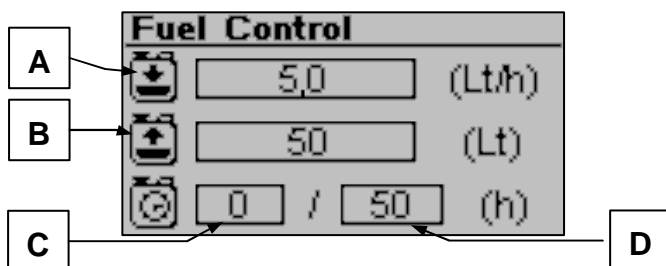 Fuel Control
A
5,0 (Lt/h)
B
50 (Lt)
0 / 50 (h)
C
D